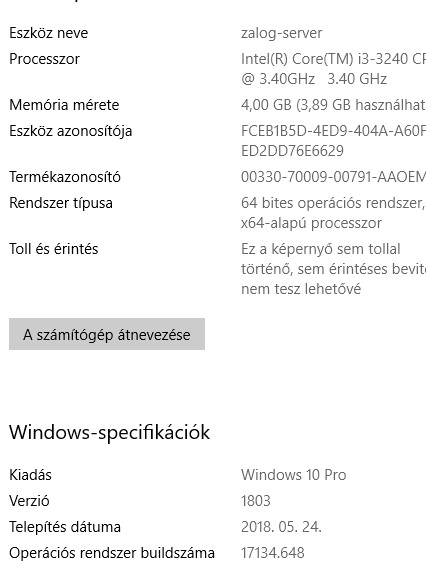 Eszköz neve zalog-server
Processzor Intel(R) Core(TM) i3-3240
@ 3.40GHz 3.40 GHz
Memória mérete 4,00 GB (3,89 GB
Eszköz azonosítója FCEB1B5D-4ED9-404A-A60F
ED2DD76E6629
Termékazonosító 00330-70009-00791-AAOEM
Rendszer típusa 64 bites operációs rendszer,
x64-alapú processzor
Toll és érintés Ez a képernyő sem tollal
történő, sem érintéses
nem tesz lehetővé
A számítógép átnevezése
Windows-specifikációk
Kiadás Windows 10 Pro
Verzió 1803
Telepítés dátuma 2018. 05. 24.
Operációs rendszer buildszáma 17134.648